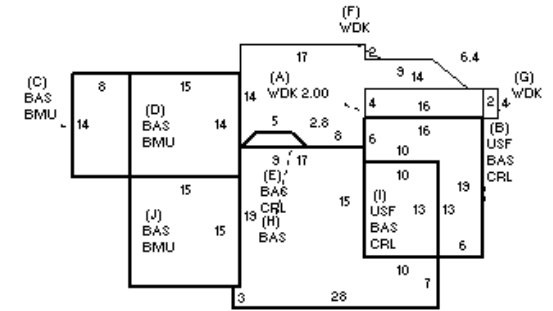 (F)
WDK
17
2
6.4
9
14
(C)
BAS
BMU
8
15
(A)
WDK 2.00
(G)
WDK
14
(D)
BAS
BMU
14
14
4
16
2
4
5
2.8
8
6
16
(B)
USF
BAS
CRL
10
9
17
15
(E)
BAS
CRL
(H)
BAS
10
(I)
USF
BAS
CRL
19
(J)
BAS
BMU
15
19
15
13
13
6
10
7
3
28